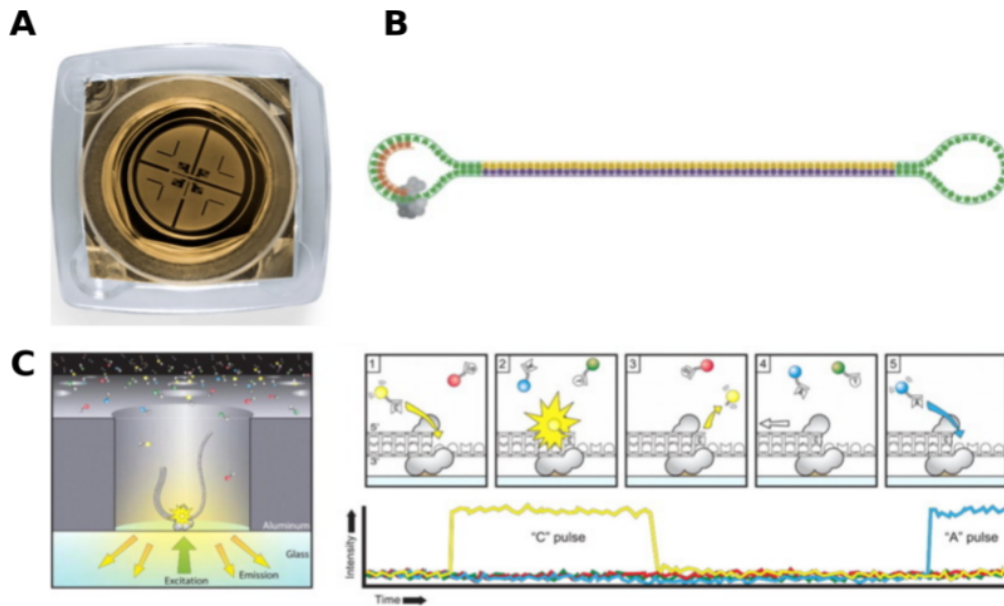 A
B
C
Aluminum
Glass
Emission
Excitation
1
2
3
4
5
5'
3'
Intensity
"C" pulse
"A" pulse
Time